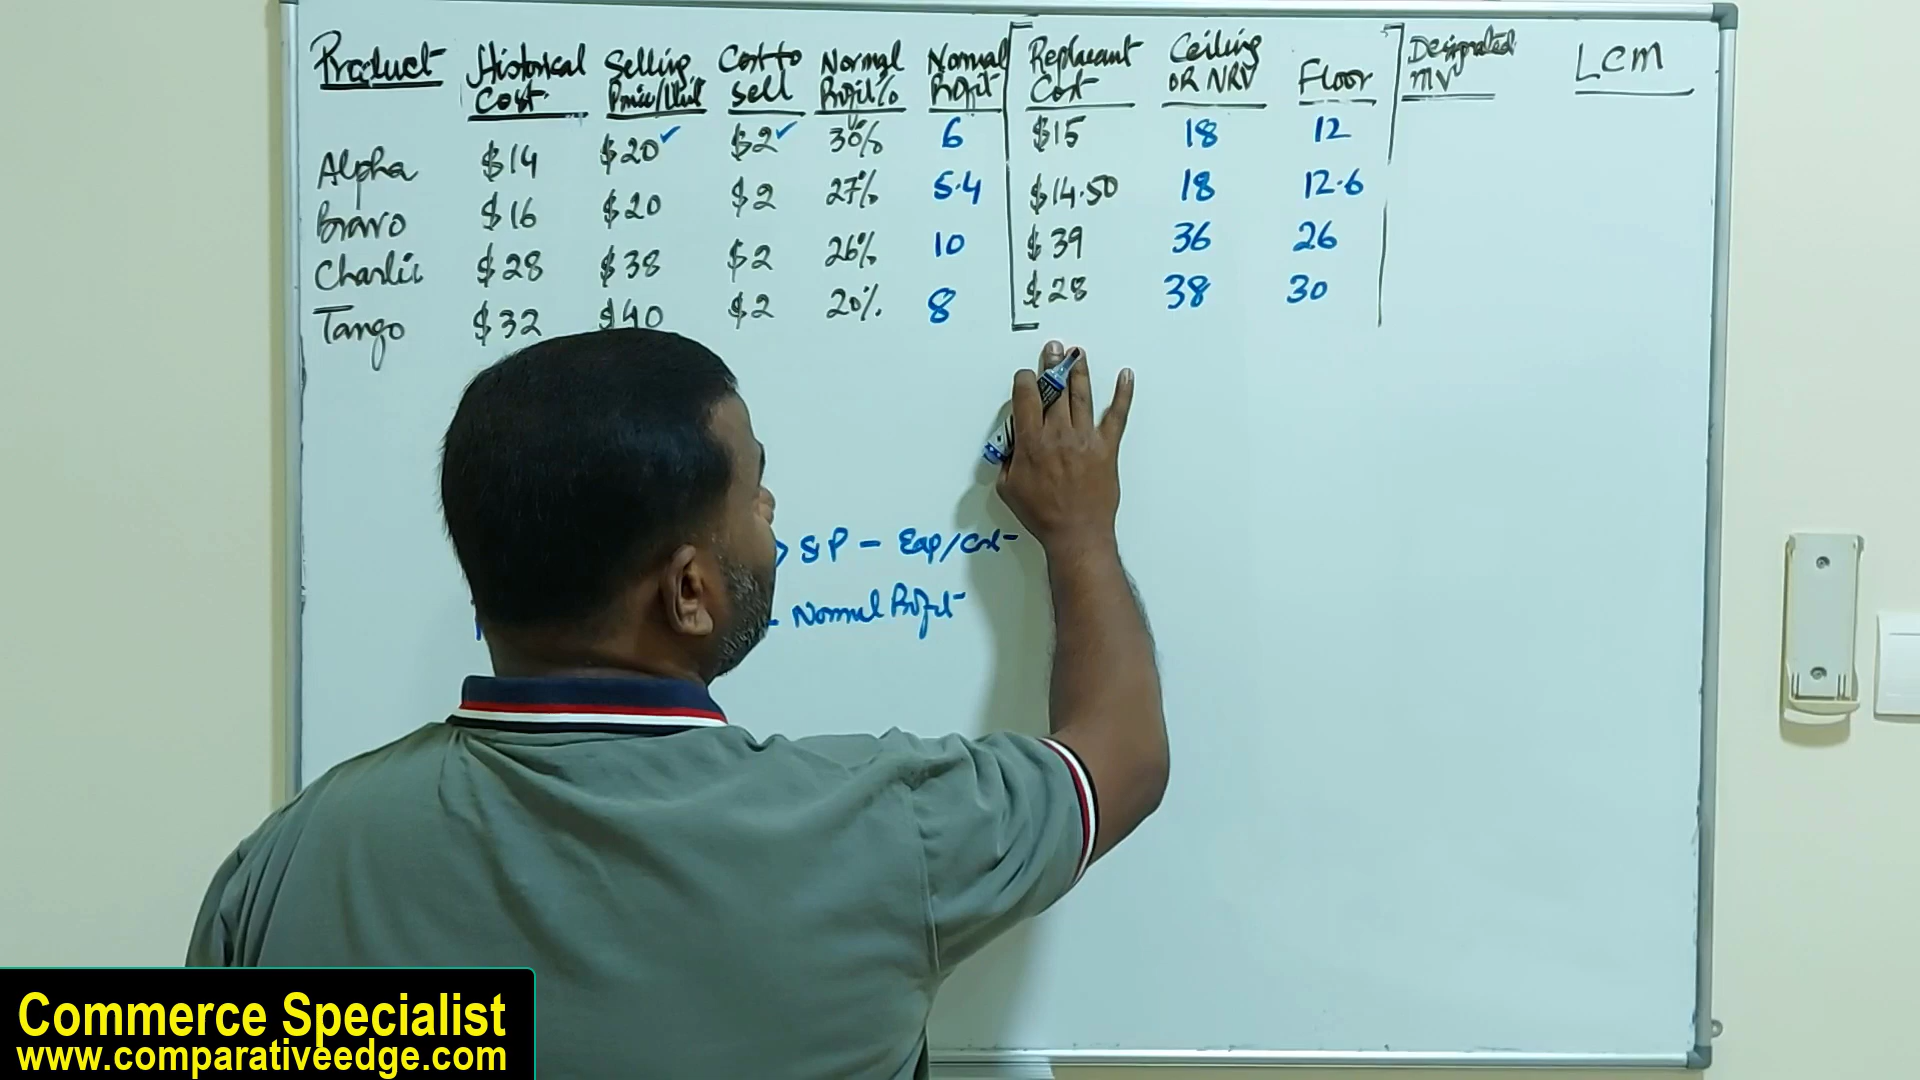 Product Historical Cost Selling Price/Unit Cost to sell Normal Profit% Normal Profit Replacant Cost Ceiling OR NRV Floor Designated MV LCM
Alpha $14 $20 $2 30% 6 $15 18 12
Bravo $16 $20 $2 27% 5.4 $14.50 18 12.6
Charlie $28 $38 $2 26% 10 $39 36 26
Tango $32 $40 $2 20% 8 $28 38 30
SP - Exp/Cost
- Normal Profit
Commerce Specialist
www.comparativeedge.com